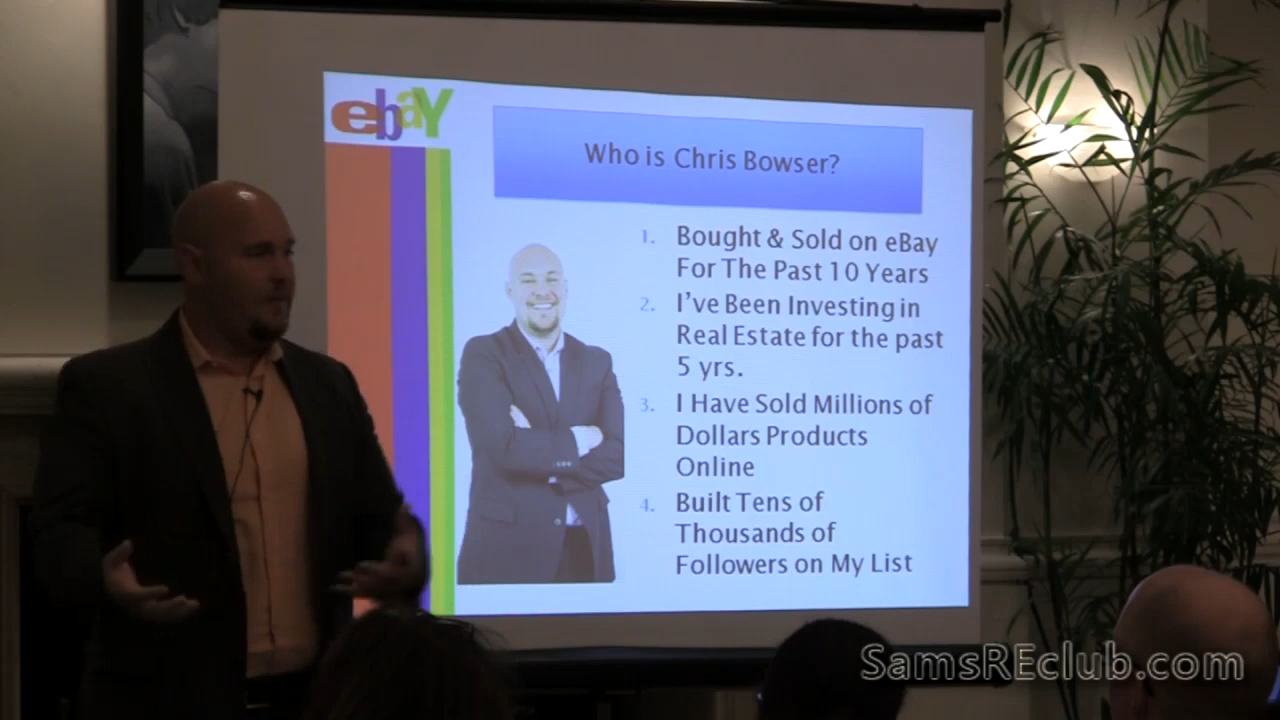 ebaY
Who is Chris Bowser?
1. Bought & Sold on eBay
For The Past 10 Years
2. I've Been Investing in
Real Estate for the past
5 yrs.
3. I Have Sold Millions of
Dollars Products
Online
4. Built Tens of
Thousands of
Followers on My List
SamsREclub.com